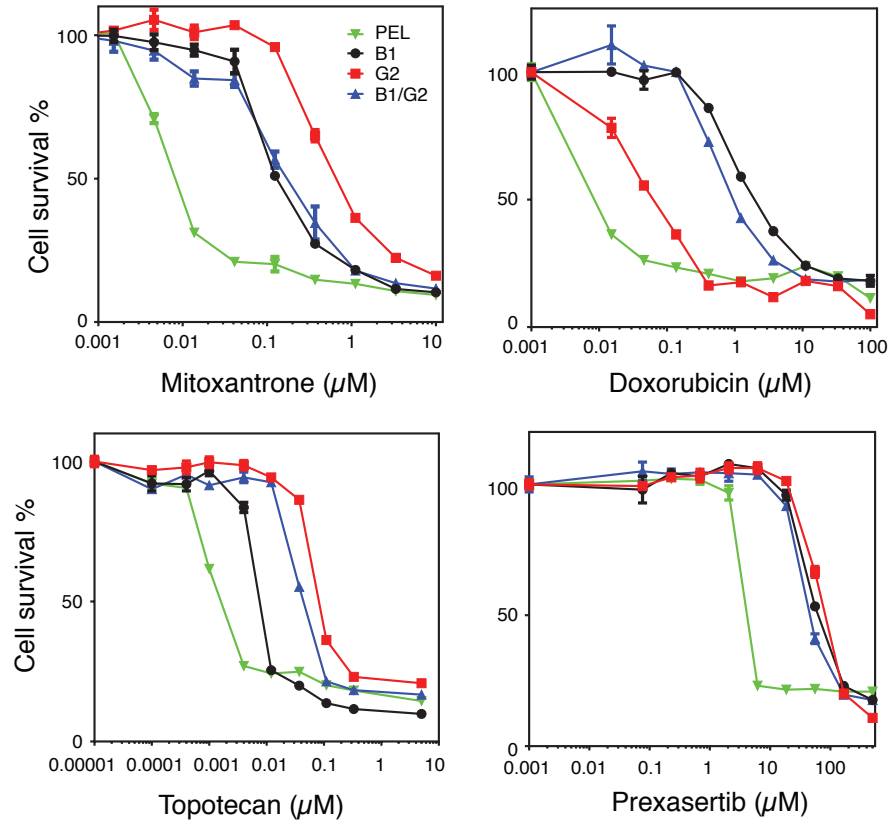 100
50
0
Cell survival %
PEL
B1
G2
B1/G2
0.001 0.01 0.1 1 10
Mitoxantrone (µM)
100
50
0
0.001 0.01 0.1 1 10 100
Doxorubicin (µM)
100
50
0
Cell survival %
0.00001 0.0001 0.001 0.01 0.1 1 10
Topotecan (µM)
100
50
0
0.001 0.01 0.1 1 10 100
Prexasertib (µM)